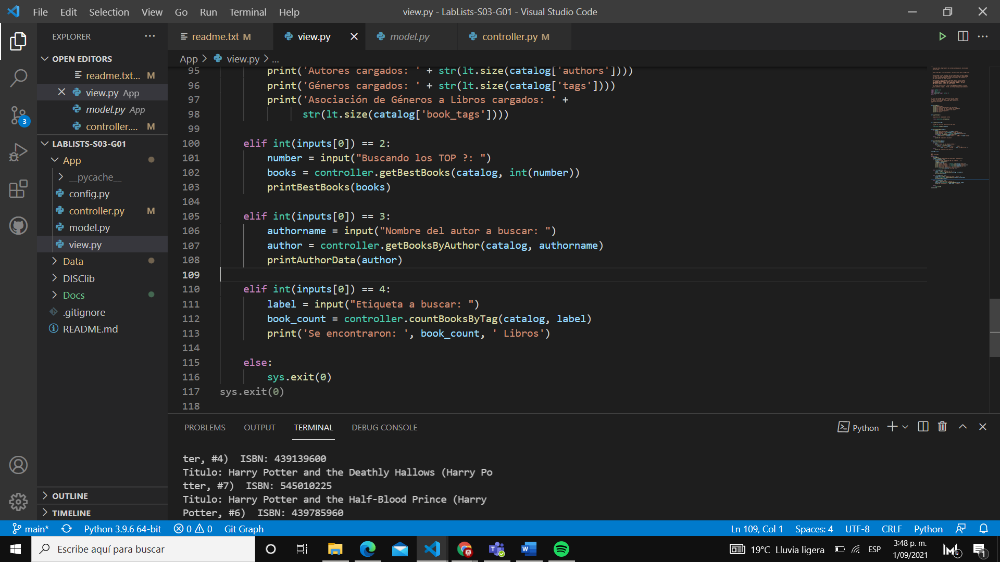 File Edit Selection View Go Run Terminal Help view.py - LabLists-S03-G01 - Visual Studio Code
EXPLORER ...
readme.txt M view.py model.py controller.py M
OPEN EDITORS
readme.txt... M
view.py App
model.py App
controller.... M
LABLISTS-S03-G01
App
__pycache__
config.py
controller.py M
model.py
view.py
Data
DISClib
Docs
.gitignore
README.md
OUTLINE
TIMELINE
3
App > view.py > ...
95 print('Autores cargados: ' + str(lt.size(catalog['authors'])))
96 print('Géneros cargados: ' + str(lt.size(catalog['tags'])))
97 print('Asociación de Géneros a Libros cargados: ' +
98 str(lt.size(catalog['book_tags'])))
99
100 elif int(inputs[0]) == 2:
101 number = input("Buscando los TOP ?: ")
102 books = controller.getBestBooks(catalog, int(number))
103 printBestBooks(books)
104
105 elif int(inputs[0]) == 3:
106 authorname = input("Nombre del autor a buscar: ")
107 author = controller.getBooksByAuthor(catalog, authorname)
108 printAuthorData(author)
109
110 elif int(inputs[0]) == 4:
111 label = input("Etiqueta a buscar: ")
112 book_count = controller.countBooksByTag(catalog, label)
113 print('Se encontraron: ', book_count, ' Libros')
114
115 else:
116 sys.exit(0)
117 sys.exit(0)
118
PROBLEMS OUTPUT TERMINAL DEBUG CONSOLE Python
ter, #4)  ISBN: 439139600
Titulo: Harry Potter and the Deathly Hallows (Harry Po
tter, #7)  ISBN: 545010225
Titulo: Harry Potter and the Half-Blood Prince (Harry
Potter, #6)  ISBN: 439785960
main* Python 3.9.6 64-bit 0 0 Git Graph Ln 109, Col 1 Spaces: 4 UTF-8 CRLF Python
Escribe aquí para buscar
19°C Lluvia ligera ESP 3:48 p. m.
1/09/2021
1